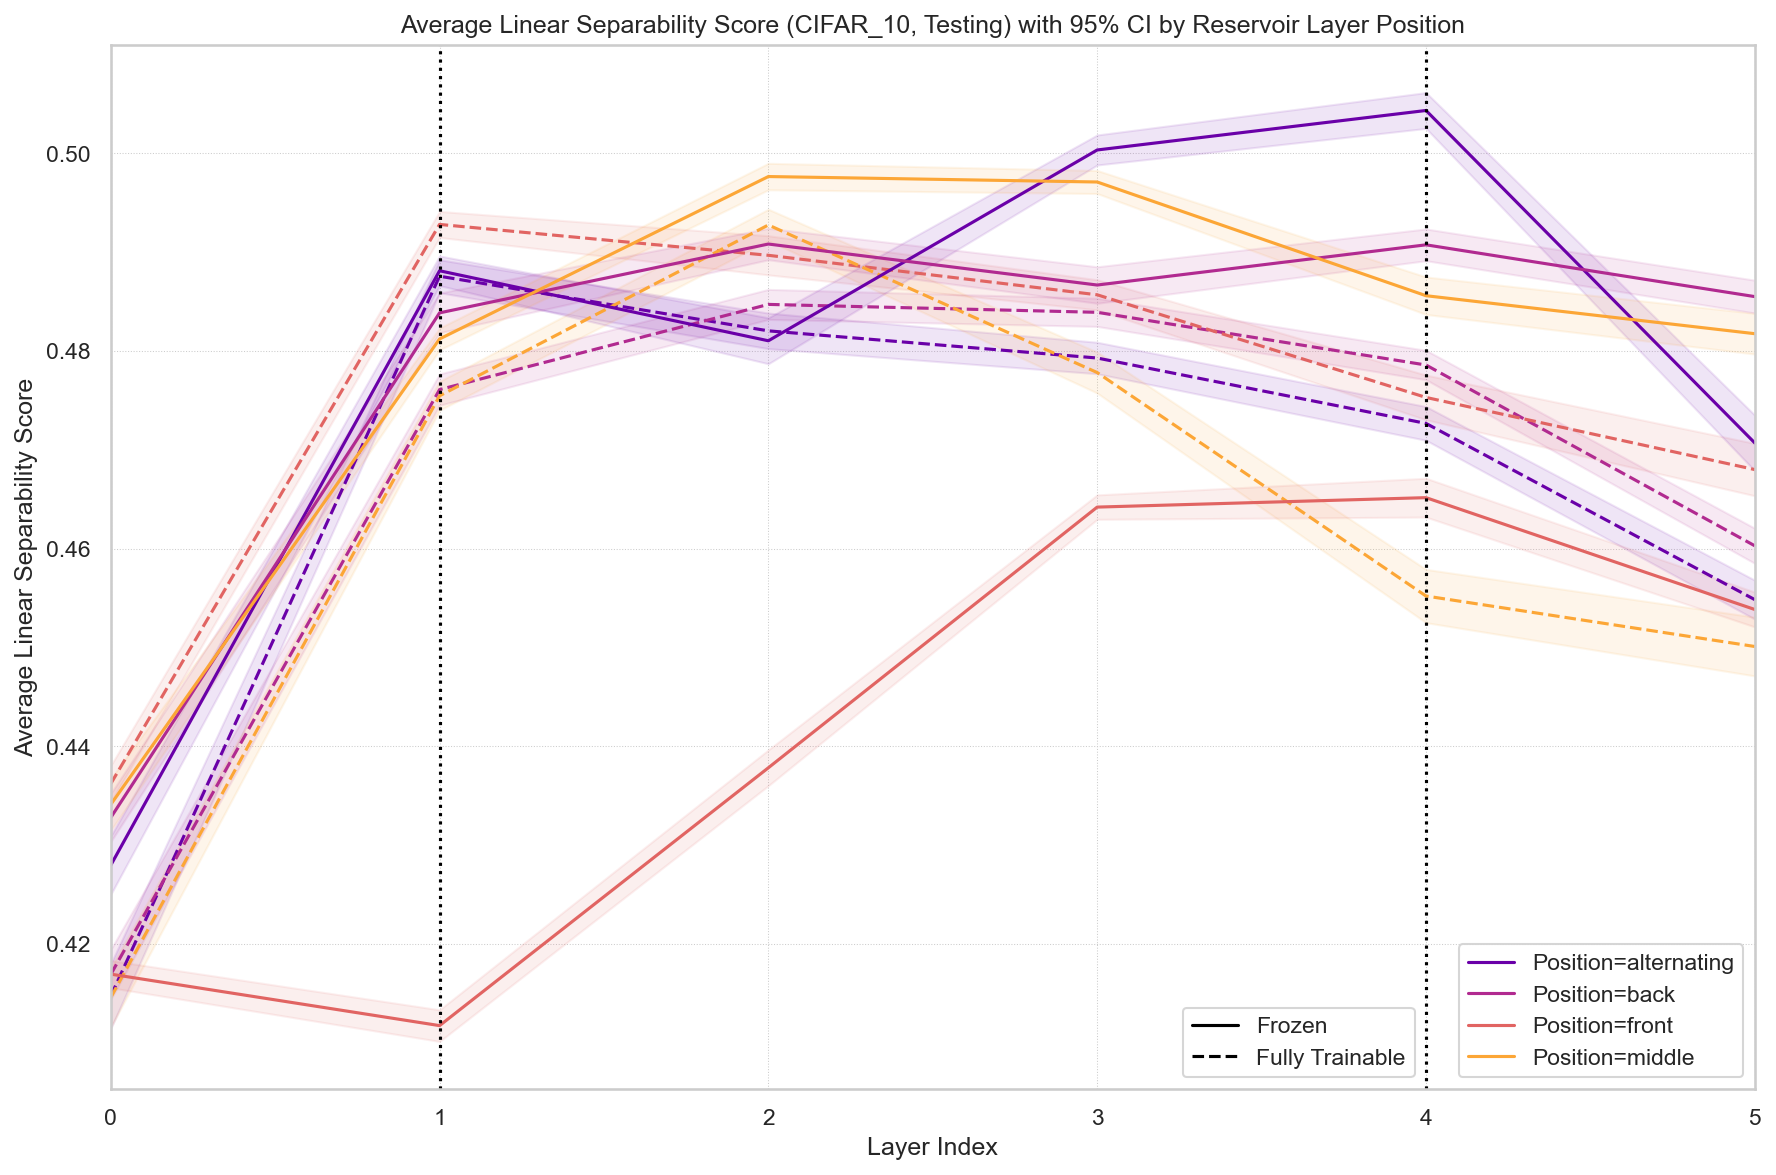 Average Linear Separability Score (CIFAR_10, Testing) with 95% CI by Reservoir Layer Position
Average Linear Separability Score
0.50
0.48
0.46
0.44
0.42
0
1
2
3
4
5
Layer Index
Frozen
Fully Trainable
Position=alternating
Position=back
Position=front
Position=middle